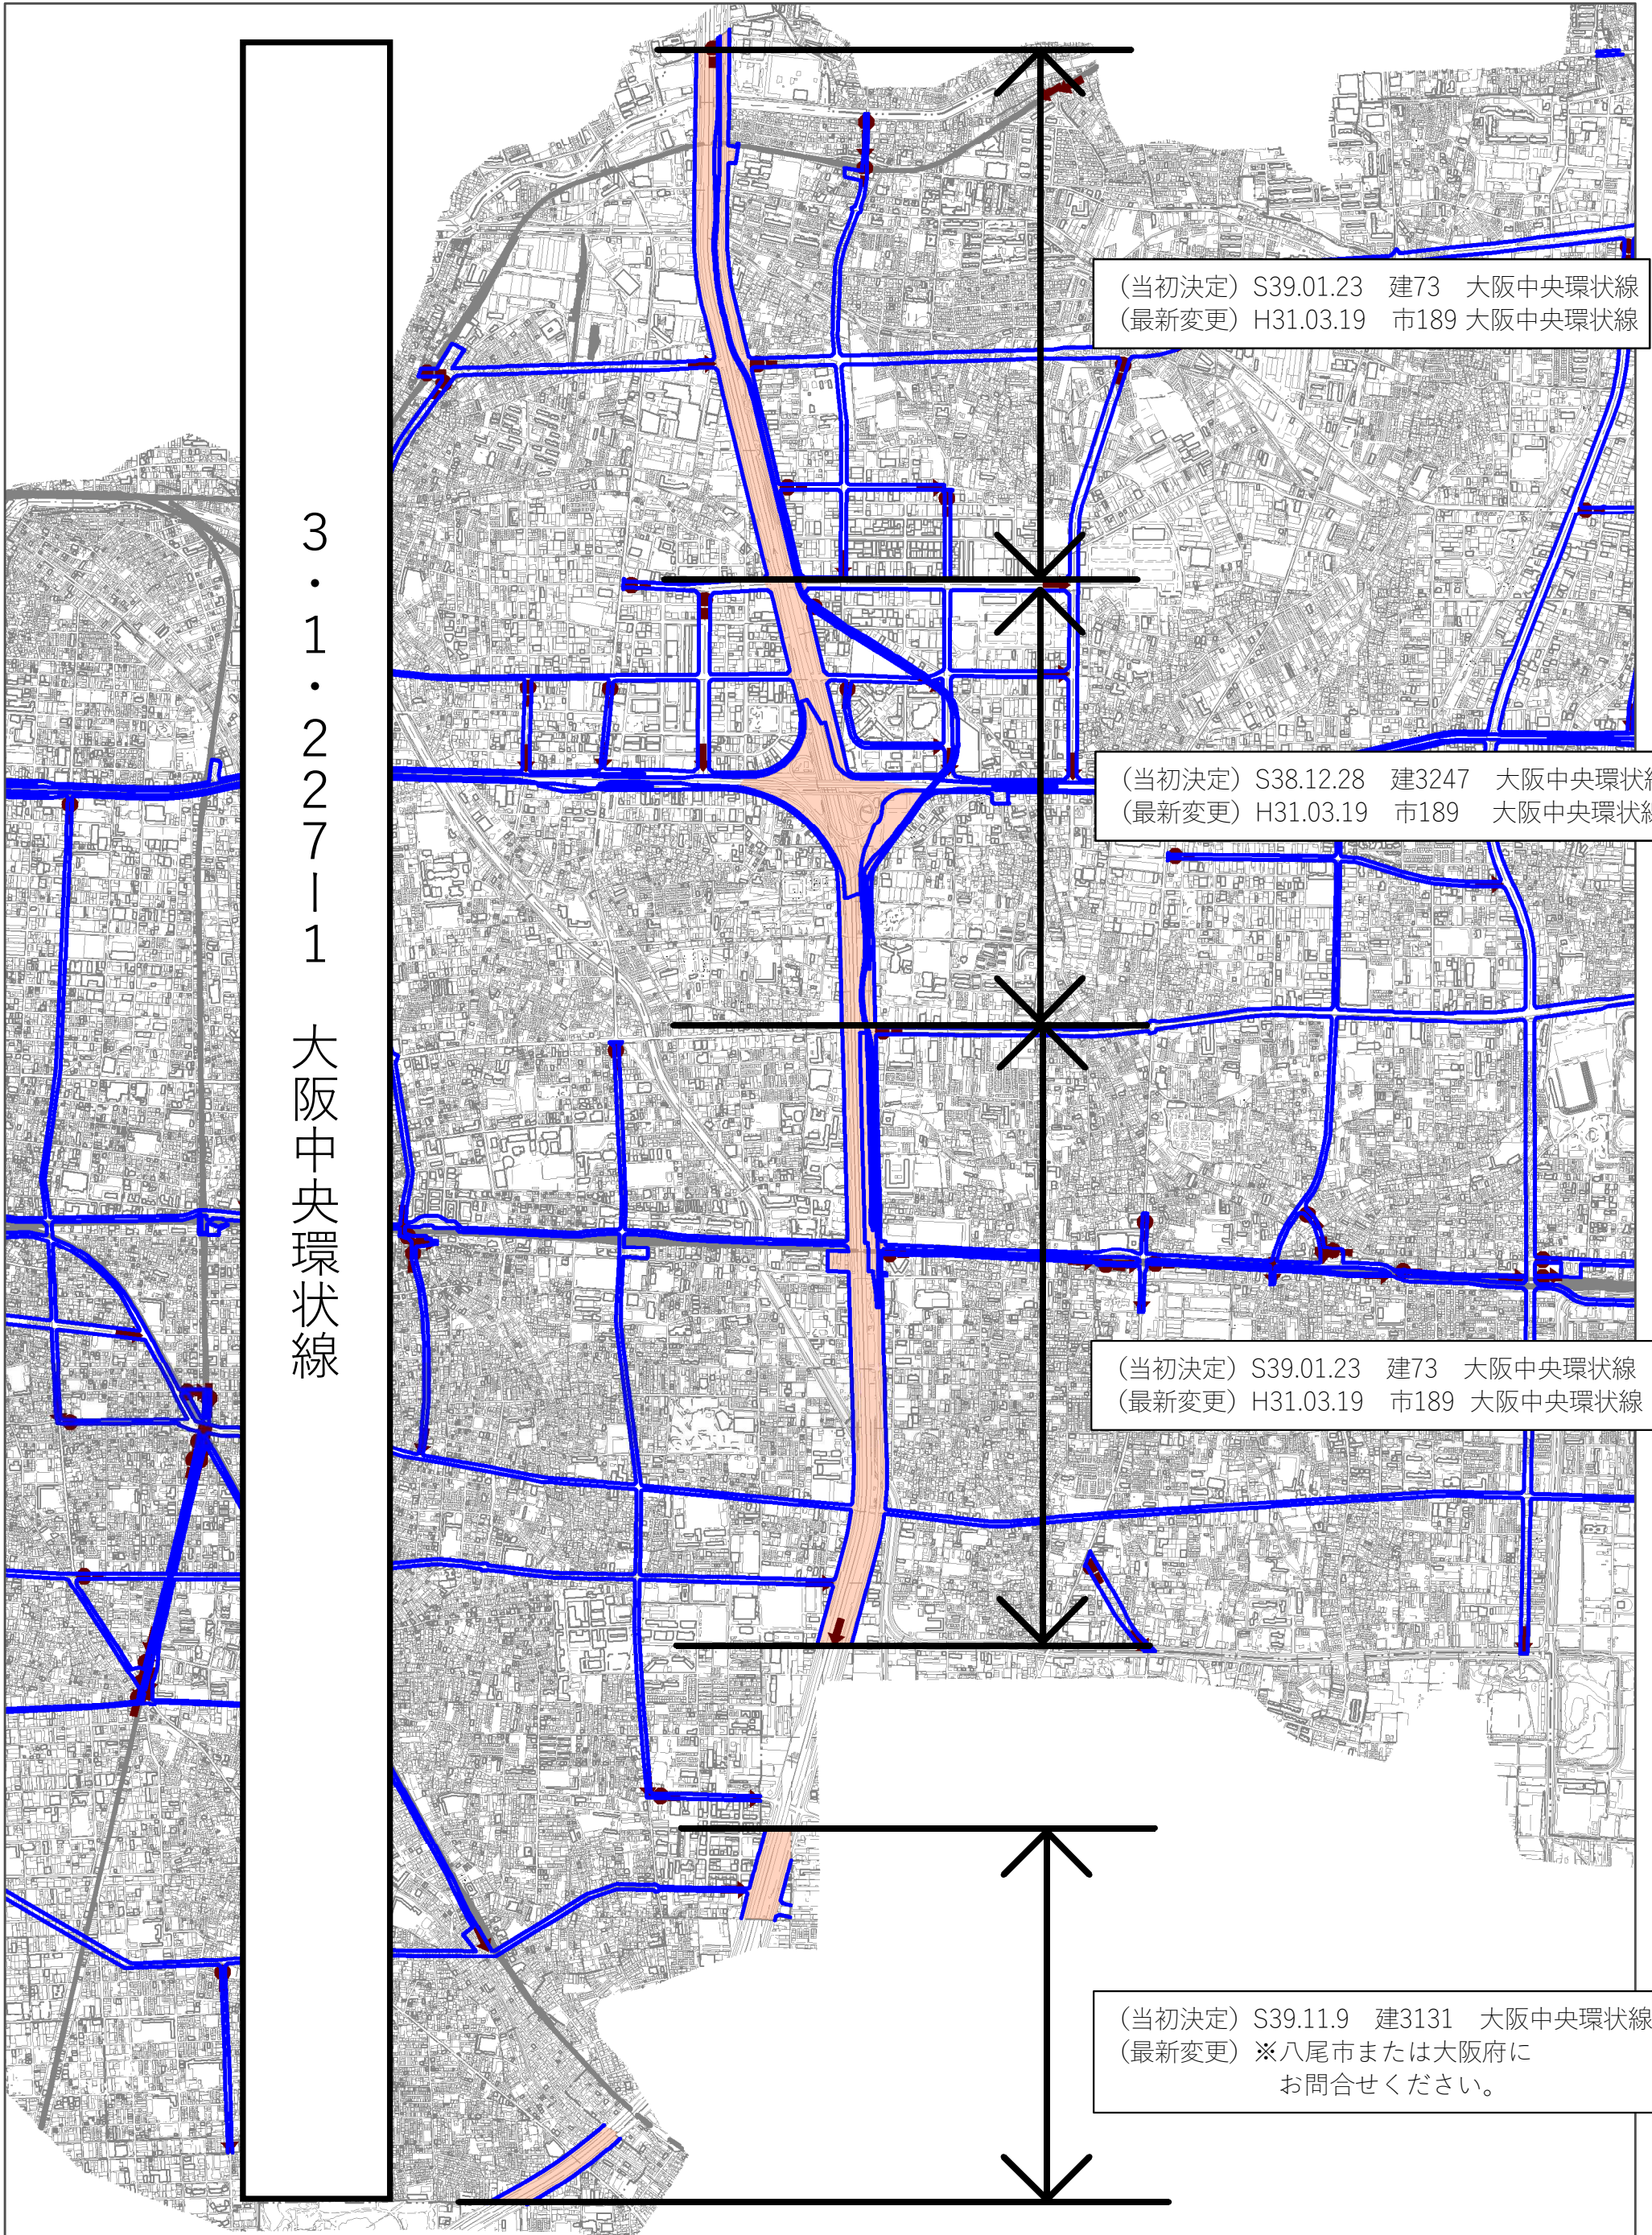 3・1・227ー1 大阪中央環状線
(当初決定) S39.01.23 建73 大阪中央環状線
(最新変更) H31.03.19 市189 大阪中央環状線
(当初決定) S38.12.28 建3247 大阪中央環状線
(最新変更) H31.03.19 市189 大阪中央環状線
(当初決定) S39.01.23 建73 大阪中央環状線
(最新変更) H31.03.19 市189 大阪中央環状線
(当初決定) S39.11.9 建3131 大阪中央環状線
(最新変更) ※八尾市または大阪府に
お問合せください。